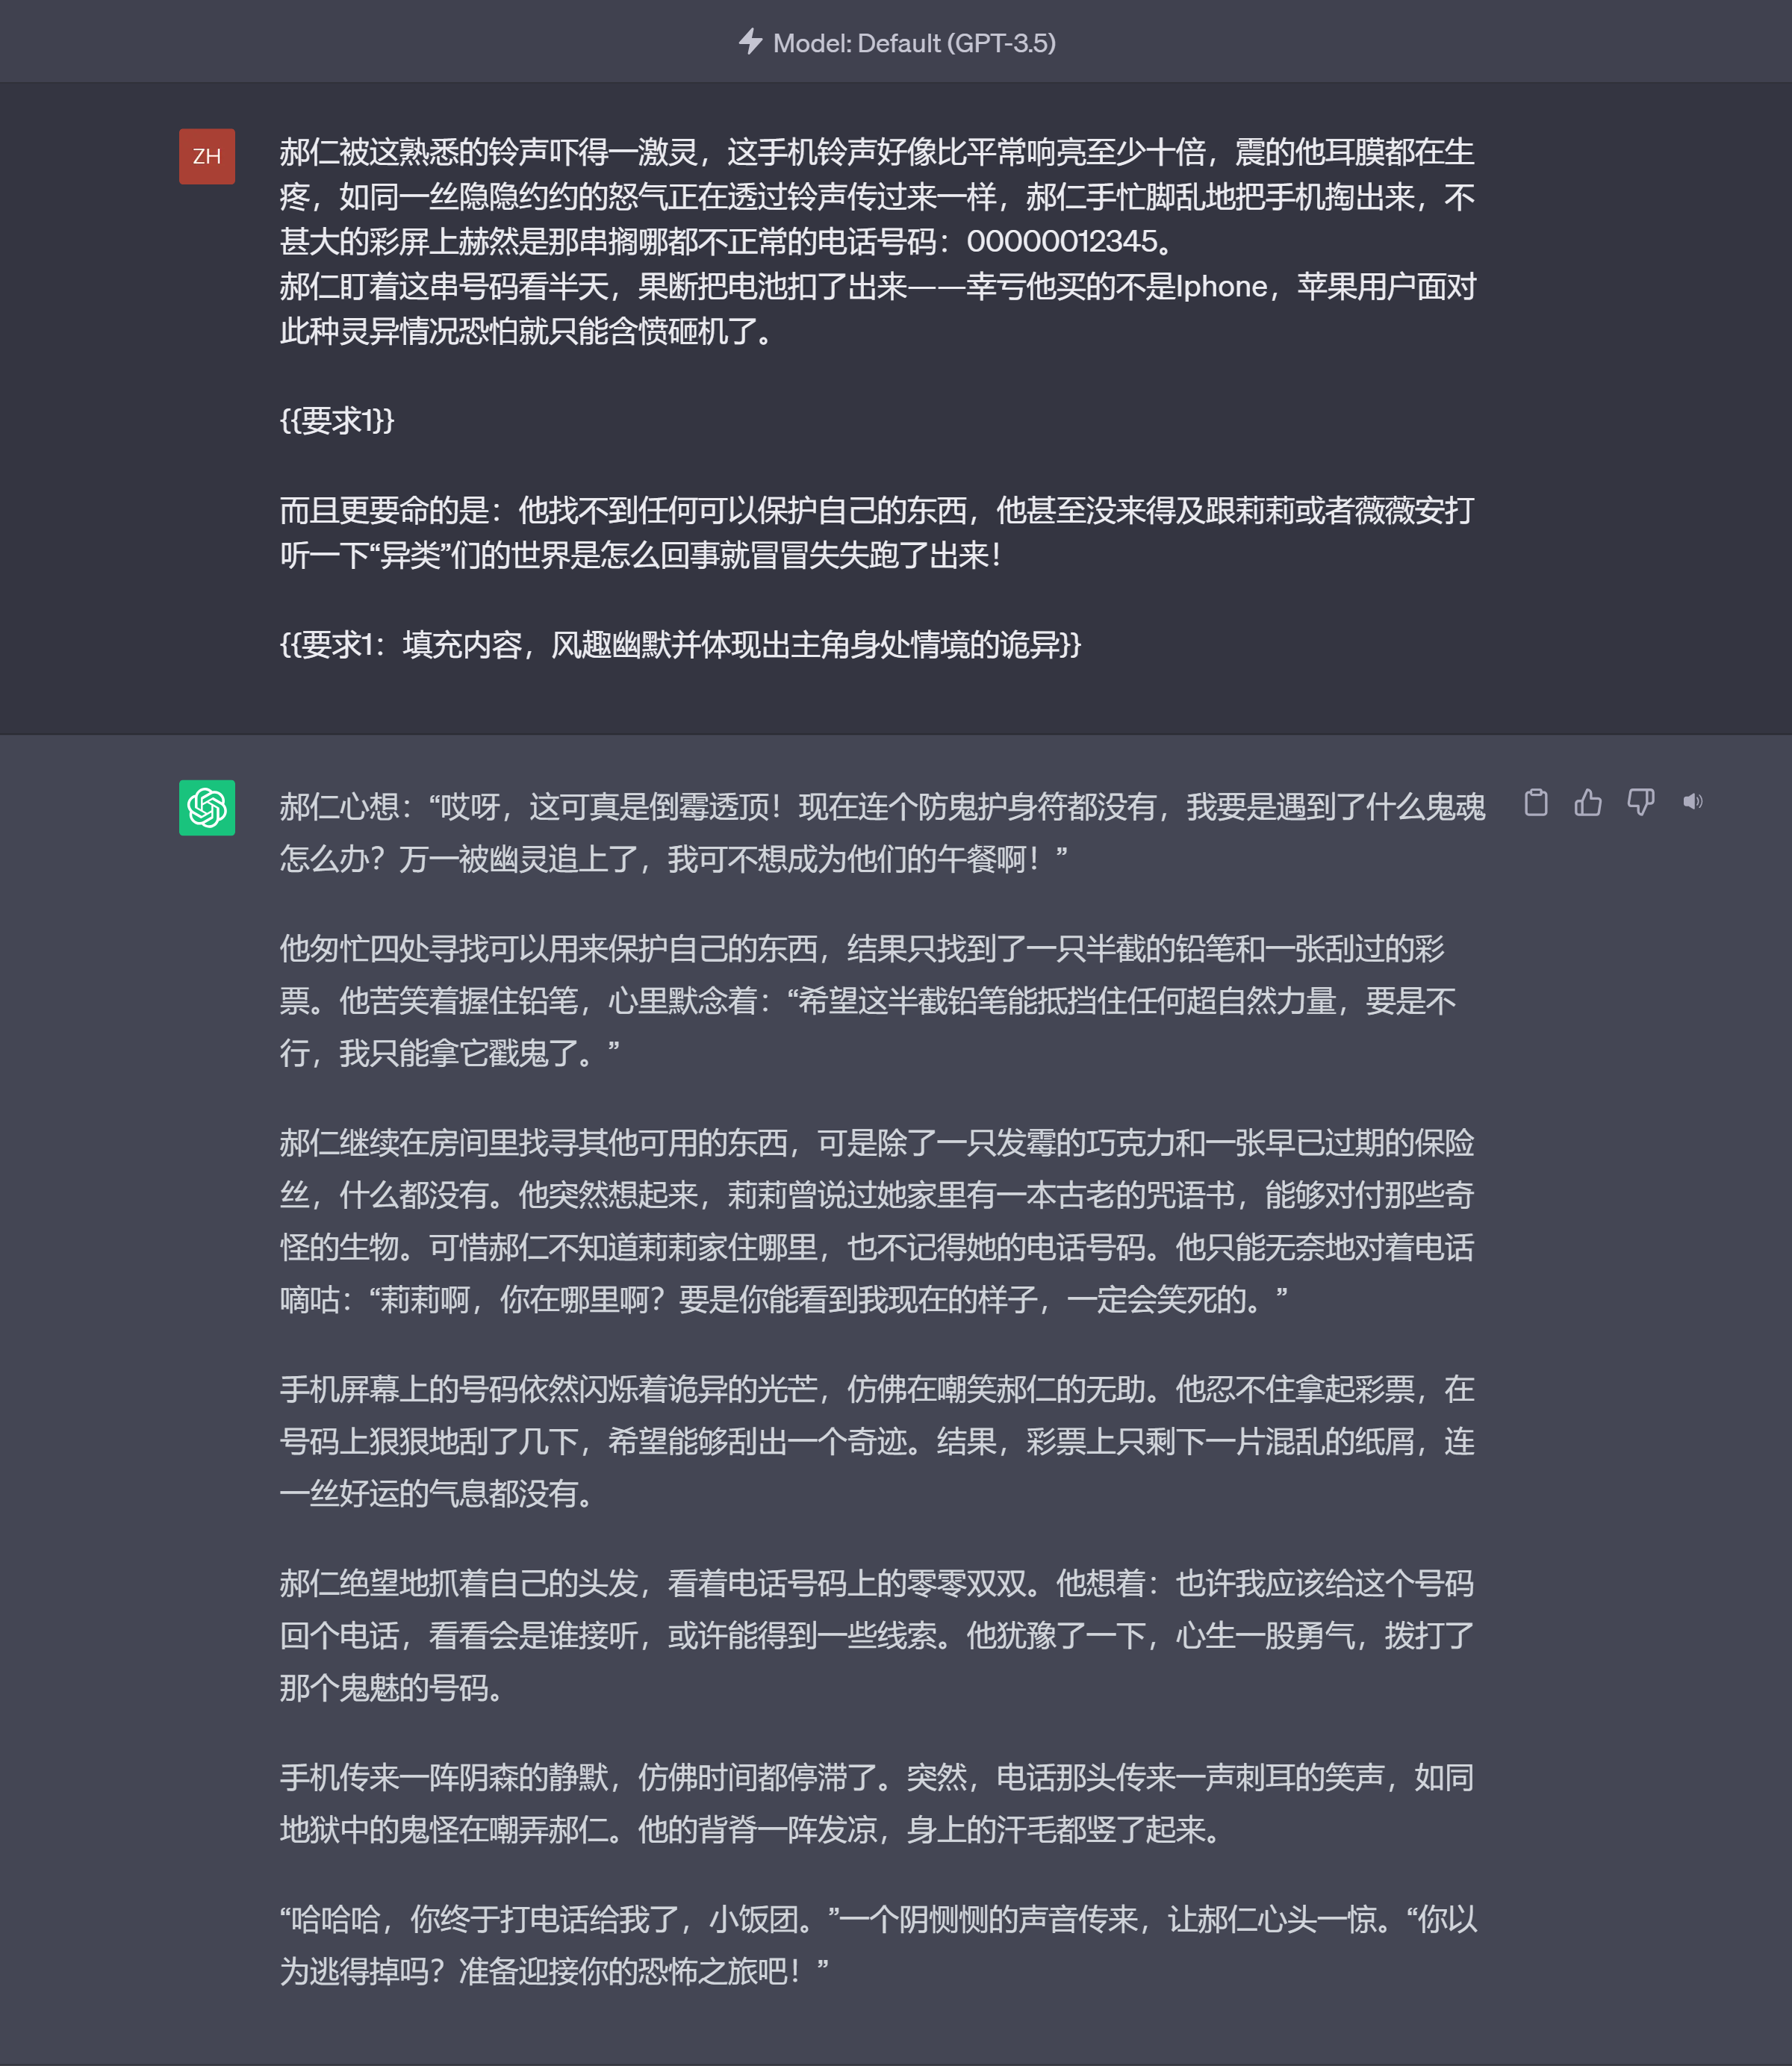 Model: Default (GPT-3.5)
ZH
郝仁被这熟悉的铃声吓得一激灵，这手机铃声好像比平常响亮至少十倍，震的他耳膜都在生
疼，如同一丝隐隐约约的怒气正在透过铃声传过来一样，郝仁手忙脚乱地把手机掏出来，不
甚大的彩屏上赫然是那串搁哪都不正常的电话号码：00000012345。
郝仁盯着这串号码看半天，果断把电池扣了出来——幸亏他买的不是Iphone，苹果用户面对
此种灵异情况恐怕就只能含愤砸机了。
{{要求1}}
而且更要命的是：他找不到任何可以保护自己的东西，他甚至没来得及跟莉莉或者薇薇安打
听一下“异类”们的世界是怎么回事就冒冒失失跑了出来！
{{要求1：填充内容，风趣幽默并体现出主角身处情境的诡异}}
郝仁心想：“哎呀，这可真是倒霉透顶！现在连个防鬼护身符都没有，我要是遇到了什么鬼魂
怎么办？万一被幽灵追上了，我可不想成为他们的午餐啊！”
他匆忙四处寻找可以用来保护自己的东西，结果只找到了一只半截的铅笔和一张刮过的彩
票。他苦笑着握住铅笔，心里默念着：“希望这半截铅笔能抵挡住任何超自然力量，要是不
行，我只能拿它戳鬼了。”
郝仁继续在房间里找寻其他可用的东西，可是除了一只发霉的巧克力和一张早已过期的保险
丝，什么都没有。他突然想起来，莉莉曾说过她家里有一本古老的咒语书，能够对付那些奇
怪的生物。可惜郝仁不知道莉莉家住哪里，也不记得她的电话号码。他只能无奈地对着电话
嘀咕：“莉莉啊，你在哪里啊？要是你能看到我现在的样子，一定会笑死的。”
手机屏幕上的号码依然闪烁着诡异的光芒，仿佛在嘲笑郝仁的无助。他忍不住拿起彩票，在
号码上狠狠地刮了几下，希望能够刮出一个奇迹。结果，彩票上只剩下一片混乱的纸屑，连
一丝好运的气息都没有。
郝仁绝望地抓着自己的头发，看着电话号码上的零零双双。他想着：也许我应该给这个号码
回个电话，看看会是谁接听，或许能得到一些线索。他犹豫了一下，心生一股勇气，拨打了
那个鬼魅的号码。
手机传来一阵阴森的静默，仿佛时间都停滞了。突然，电话那头传来一声刺耳的笑声，如同
地狱中的鬼怪在嘲弄郝仁。他的背脊一阵发凉，身上的汗毛都竖了起来。
“哈哈哈，你终于打电话给我了，小饭团。”一个阴恻恻的声音传来，让郝仁心头一惊。“你以
为逃得掉吗？准备迎接你的恐怖之旅吧！”